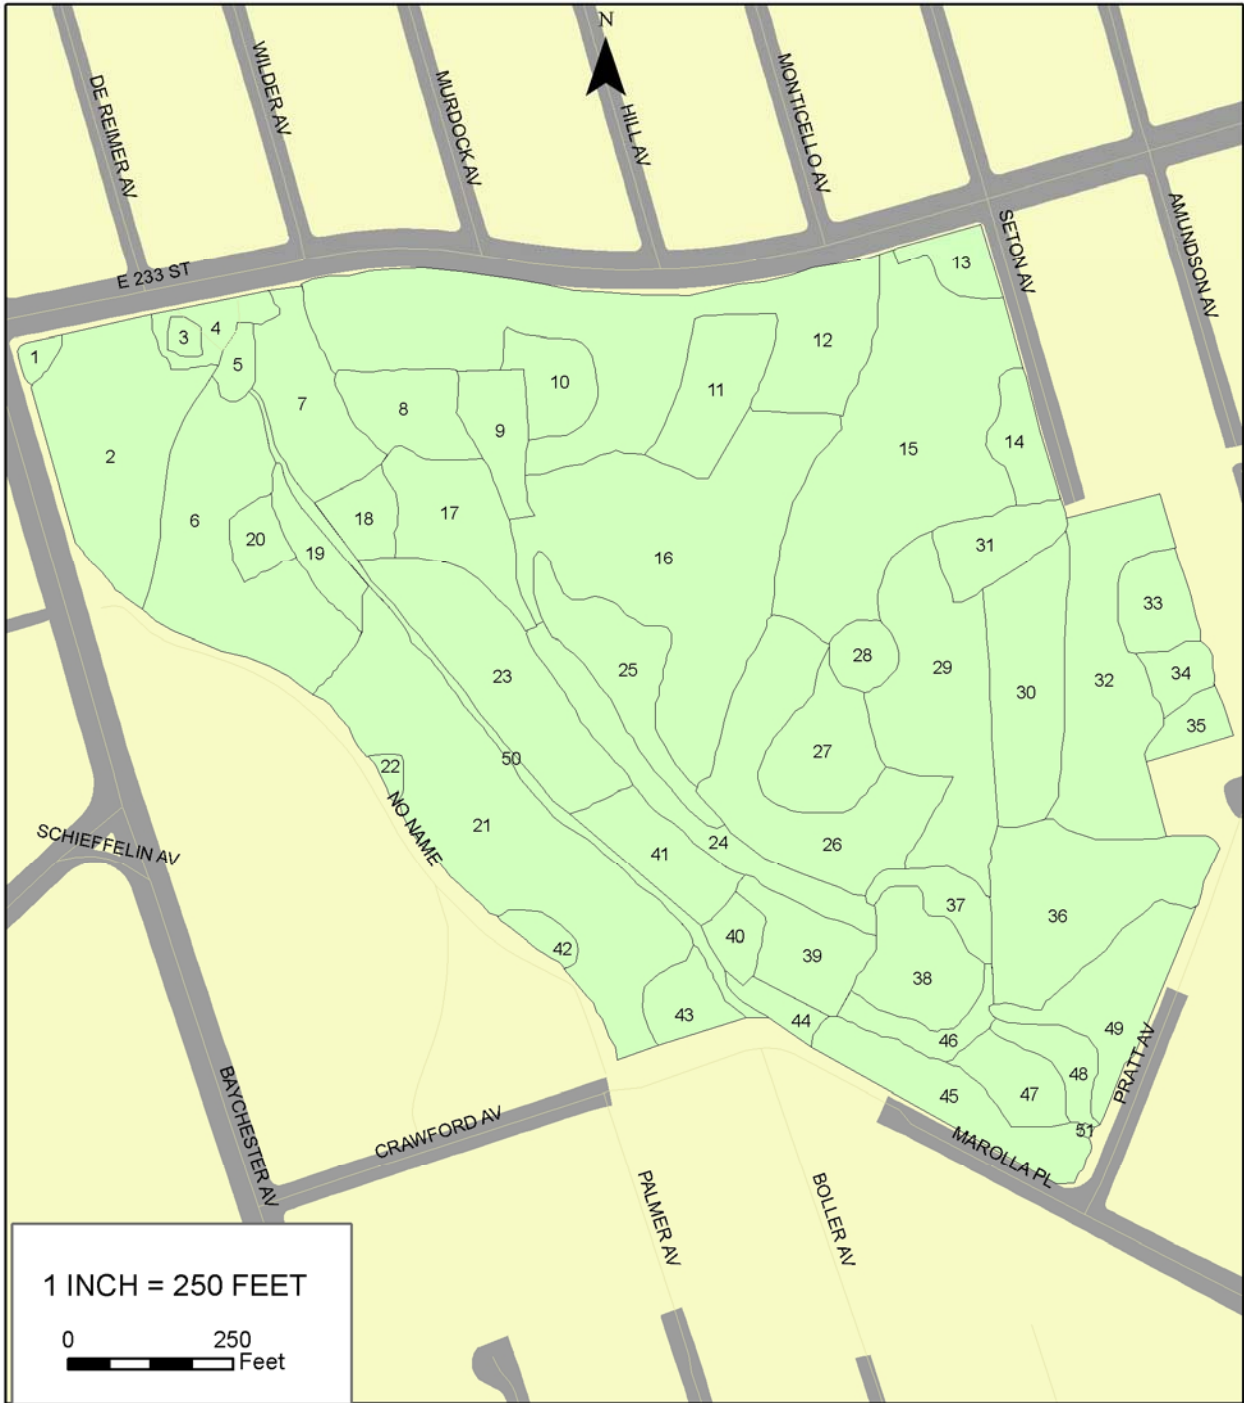 N
DE REIMER AV
WILDER AV
MURDOCK AV
HILL AV
MONTICELLO AV
SETON AV
AMUNDSON AV
E 233 ST
13
1
3
4
5
12
10
11
7
8
9
2
15
14
6
20
19
18
17
16
31
33
28
29
34
25
23
32
30
35
27
50
22
21
NO NAME
SCHIEFFELIN AV
41
24
26
37
36
40
42
39
38
43
44
46
49
48
47
45
51
PRATT AV
MAROLLA PL
BAYCHESTER AV
CRAWFORD AV
PALMER AV
BOLLER AV
1 INCH = 250 FEET
0 250
Feet